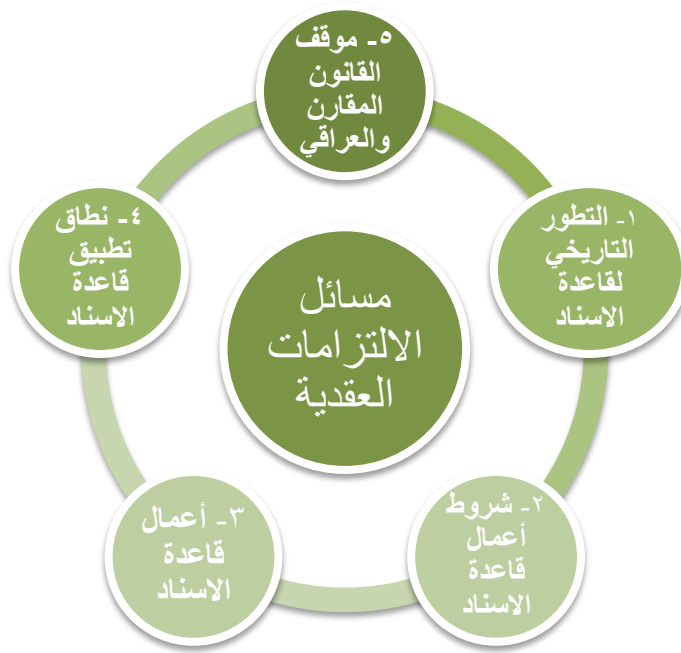 مسائل
الالتزامات
العقدية
١- التطور
التاريخي
لقاعدة
الاسناد
٢- شروط
أعمال
قاعدة
الاسناد
٣- أعمال
قاعدة
الاسناد
٤- نطاق
تطبيق
قاعدة
الاسناد
٥- موقف
القانون
المقارن
والعراقي